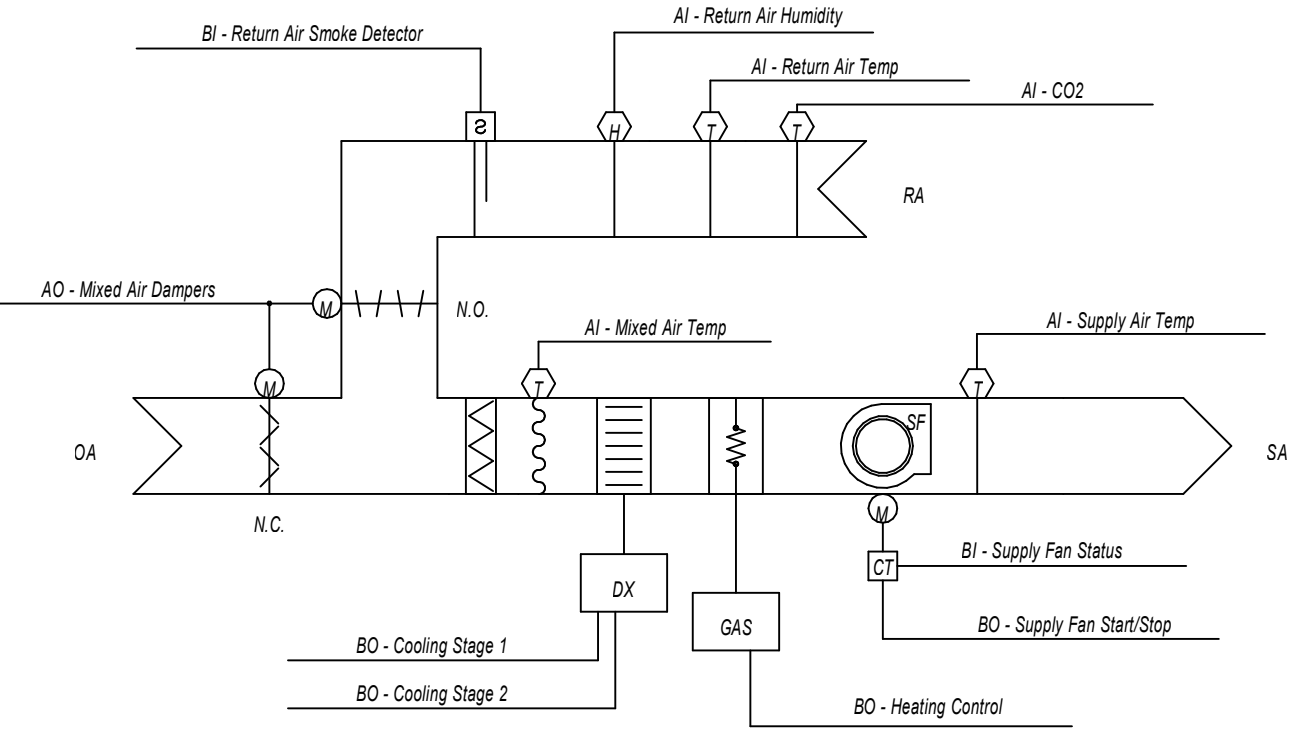 AI - Return Air Humidity
BI - Return Air Smoke Detector
AI - Return Air Temp
AI - CO2
S
H
T
T
RA
AO - Mixed Air Dampers
M
N.O.
AI - Mixed Air Temp
AI - Supply Air Temp
M
T
T
SF
OA
SA
N.C.
M
BI - Supply Fan Status
CT
DX
GAS
BO - Supply Fan Start/Stop
BO - Cooling Stage 1
BO - Cooling Stage 2
BO - Heating Control